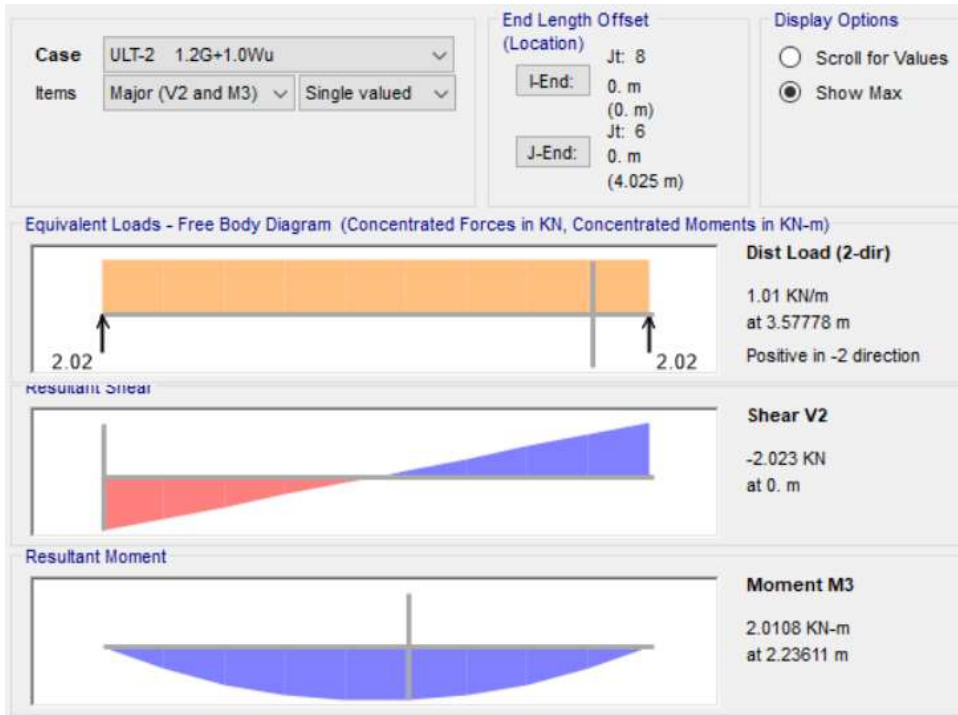 End Length Offset
(Location)
Display Options
Case
ULT-2 1.2G+1.0Wu
Items
Major (V2 and M3)
Single valued
Jt: 8
I-End:
0. m
(0. m)
Jt: 6
J-End:
0. m
(4.025 m)
Scroll for Values
Show Max
Equivalent Loads - Free Body Diagram (Concentrated Forces in KN, Concentrated Moments in KN-m)
2.02
2.02
Dist Load (2-dir)
1.01 KN/m
at 3.57778 m
Positive in -2 direction
Resultant Shear
Shear V2
-2.023 KN
at 0. m
Resultant Moment
Moment M3
2.0108 KN-m
at 2.23611 m